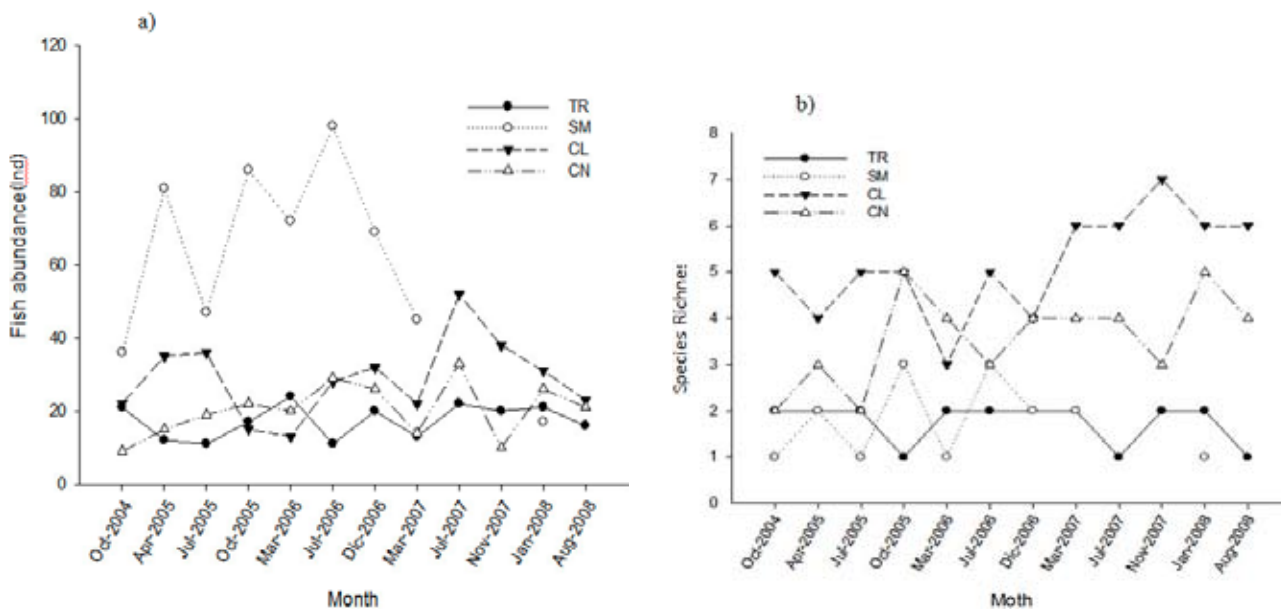 a)
120
100
80
60
40
20
0
Fish abundance(ind)
TR
SM
CL
CN
Oct-2004
Apr-2005
Jul-2005
Oct-2005
Mar-2006
Jul-2006
Dic-2006
Mar-2007
Jul-2007
Nov-2007
Jan-2008
Aug-2008
Month
b)
8
7
6
5
4
3
2
1
0
Species Richnes
TR
SM
CL
CN
Oct-2004
Apr-2005
Jul-2005
Oct-2005
Mar-2006
Jul-2006
Dic-2006
Mar-2007
Jul-2007
Nov-2007
Jan-2008
Aug-2008
Moth